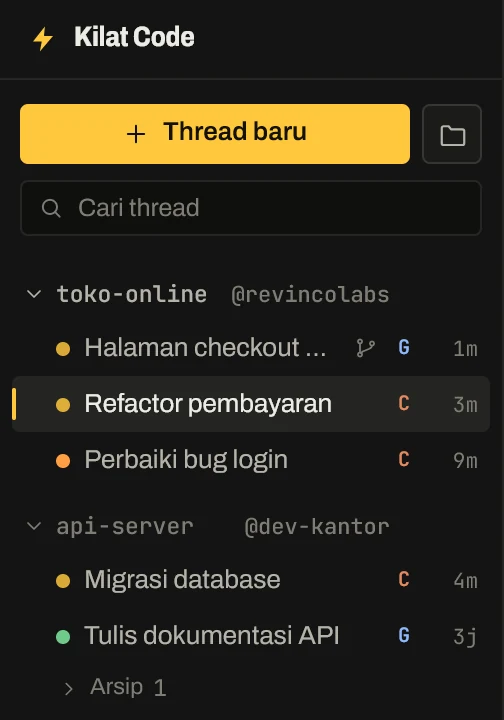 Kilat Code
Thread baru
Cari thread
toko-online @revincolabs
Halaman checkout ... G 1m
Refactor pembayaran C 3m
Perbaiki bug login C 9m
api-server @dev-kantor
Migrasi database C 4m
Tulis dokumentasi API G 3j
Arsip 1